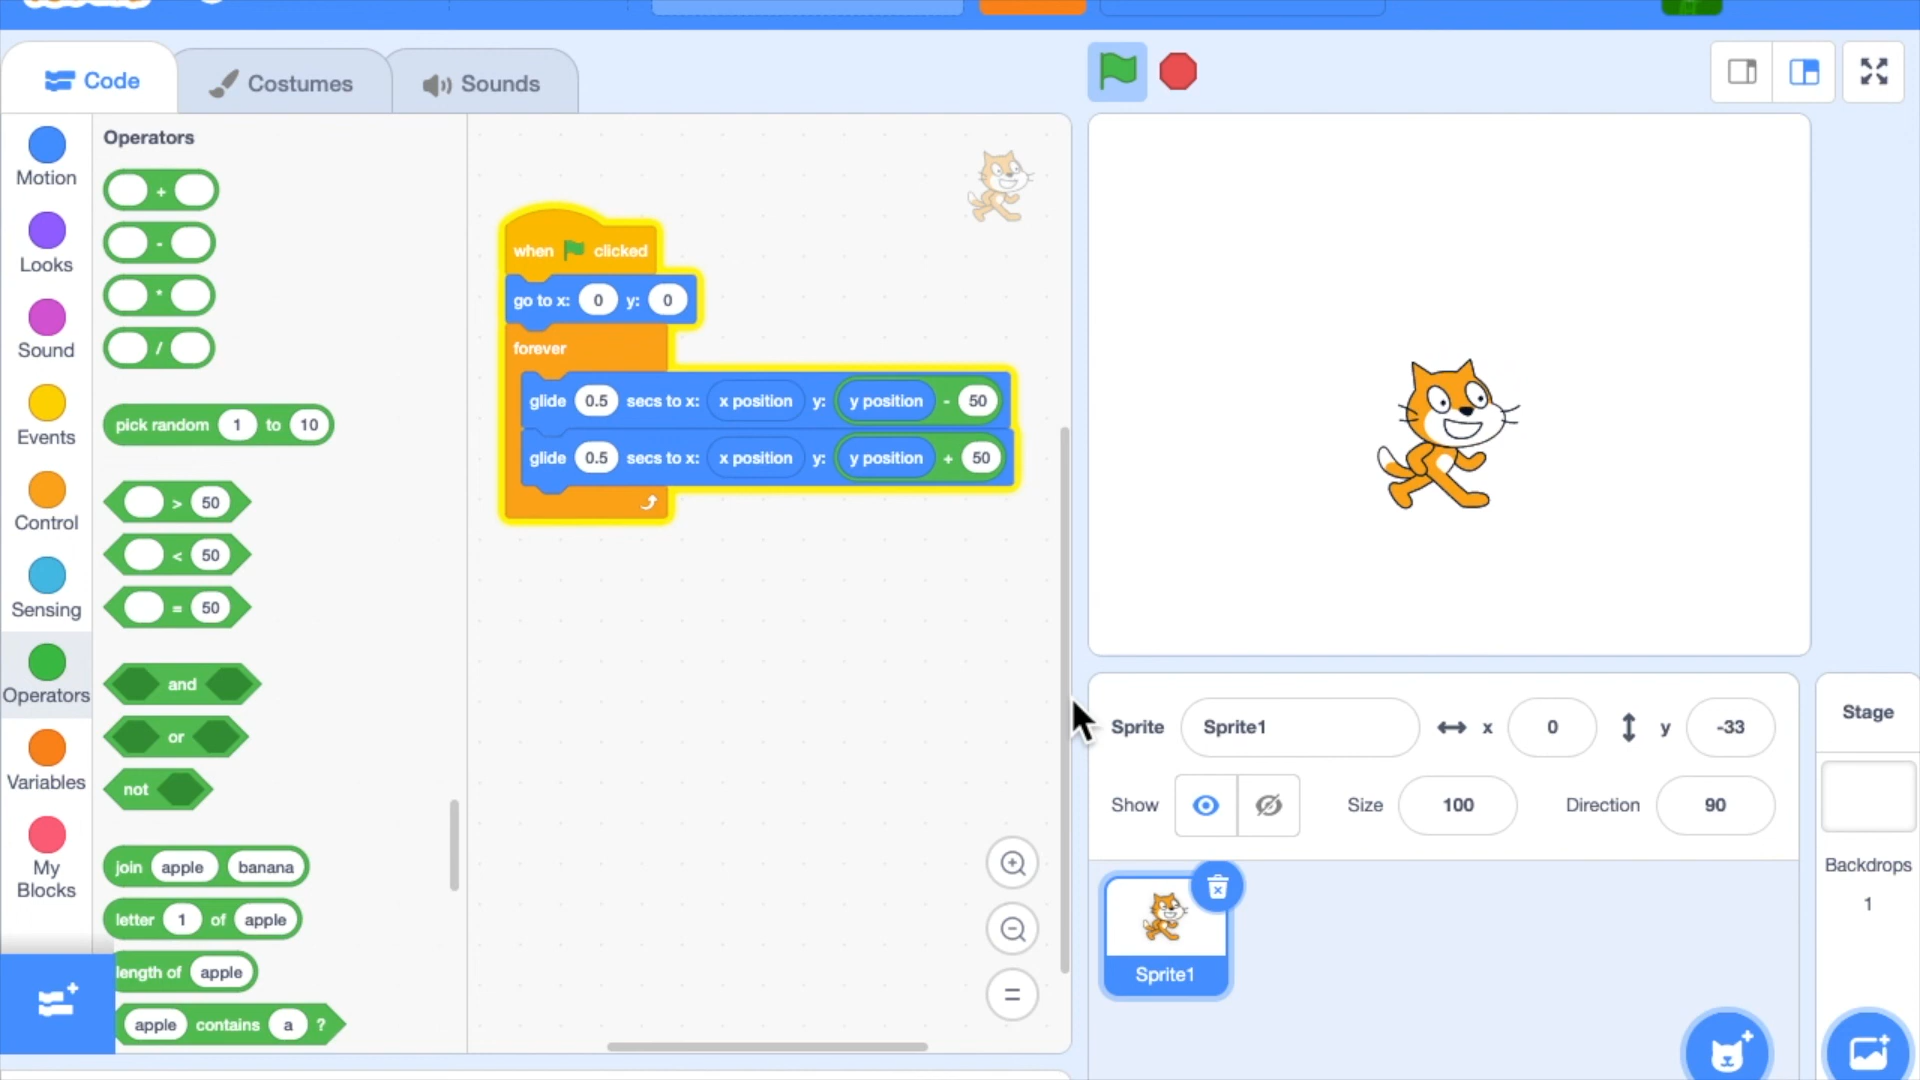 Code
Costumes
Sounds
Motion
Looks
Sound
Events
Control
Sensing
Operators
Variables
My
Blocks
Operators
+
-
*
/
pick random 1 to 10
> 50
< 50
= 50
and
or
not
join apple banana
letter 1 of apple
length of apple
apple contains a ?
when clicked
go to x: 0 y: 0
forever
glide 0.5 secs to x: x position y: y position - 50
glide 0.5 secs to x: x position y: y position + 50
Sprite Sprite1 x 0 y -33
Show Size 100 Direction 90
Sprite1
Stage
Backdrops
1